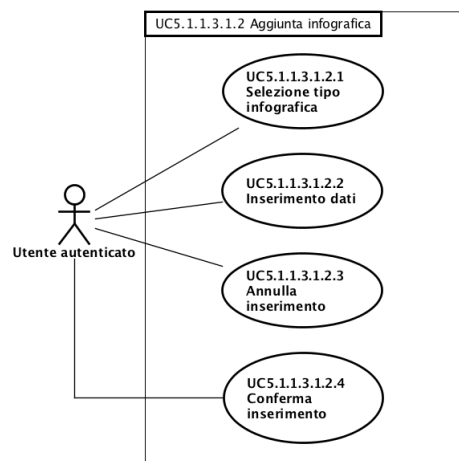 UC5.1.1.3.1.2 Aggiunta infografica
UC5.1.1.3.1.2.1
Selezione tipo
infografica
UC5.1.1.3.1.2.2
Inserimento dati
Utente autenticato
UC5.1.1.3.1.2.3
Annulla
inserimento
UC5.1.1.3.1.2.4
Conferma
inserimento